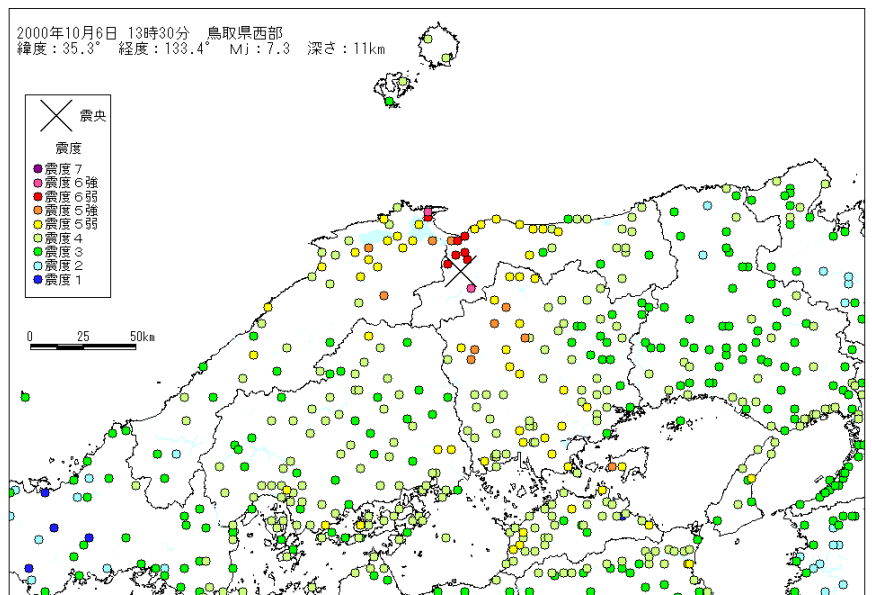 2000年10月6日 13時30分 鳥取県西部
緯度：35.3° 経度：133.4° Mj：7.3 深さ：11km
震央
震度
震度７
震度６強
震度６弱
震度５強
震度５弱
震度４
震度３
震度２
震度１
0 25 50km